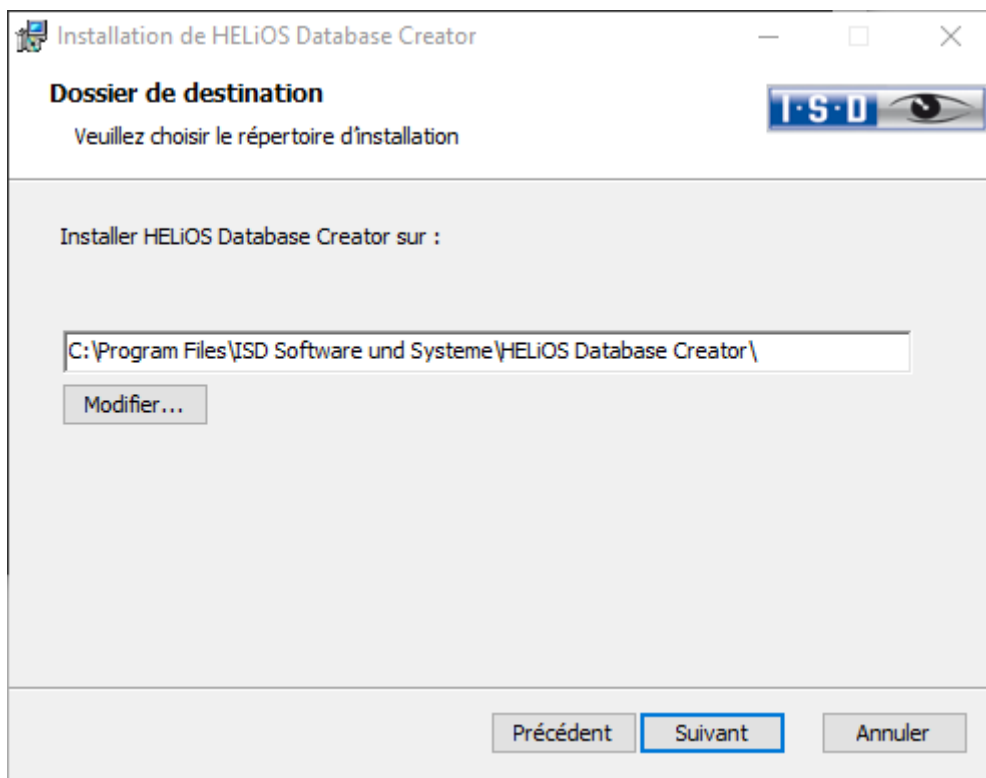 Installation de HELiOS Database Creator
Dossier de destination
I·S·D
Veuillez choisir le répertoire d'installation
Installer HELiOS Database Creator sur :
C:\Program Files\ISD Software und Systeme\HELiOS Database Creator\
Modifier...
Précédent Suivant Annuler